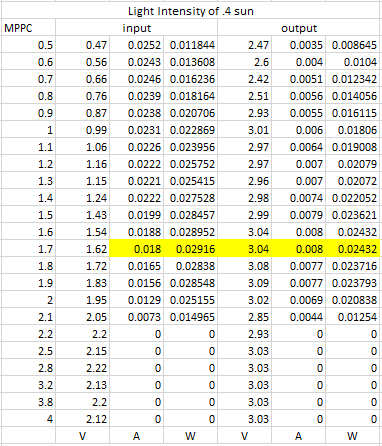 Light Intensity of .4 sun
MPPC input output
0.5 0.47 0.0252 0.011844 2.47 0.0035 0.008645
0.6 0.56 0.0243 0.013608 2.6 0.004 0.0104
0.7 0.66 0.0246 0.016236 2.42 0.0051 0.012342
0.8 0.76 0.0239 0.018164 2.51 0.0056 0.014056
0.9 0.87 0.0238 0.020706 2.93 0.0055 0.016115
1 0.99 0.0231 0.022869 3.01 0.006 0.01806
1.1 1.06 0.0226 0.023956 2.97 0.0064 0.019008
1.2 1.16 0.0222 0.025752 2.97 0.007 0.02079
1.3 1.15 0.0221 0.025415 2.96 0.007 0.02072
1.4 1.24 0.0222 0.027528 2.98 0.0074 0.022052
1.5 1.43 0.0199 0.028457 2.99 0.0079 0.023621
1.6 1.54 0.0188 0.028952 3.04 0.008 0.02432
1.7 1.62 0.018 0.02916 3.04 0.008 0.02432
1.8 1.72 0.0165 0.02838 3.08 0.0077 0.023716
1.9 1.83 0.0156 0.028548 3.09 0.0077 0.023793
2 1.95 0.0129 0.025155 3.02 0.0069 0.020838
2.1 2.05 0.0073 0.014965 2.85 0.0044 0.01254
2.2 2.2 0 0 2.93 0 0
2.5 2.15 0 0 3.03 0 0
2.8 2.22 0 0 3.03 0 0
3.2 2.13 0 0 3.03 0 0
3.8 2.2 0 0 3.03 0 0
4 2.12 0 0 3.03 0 0
V A W V A W